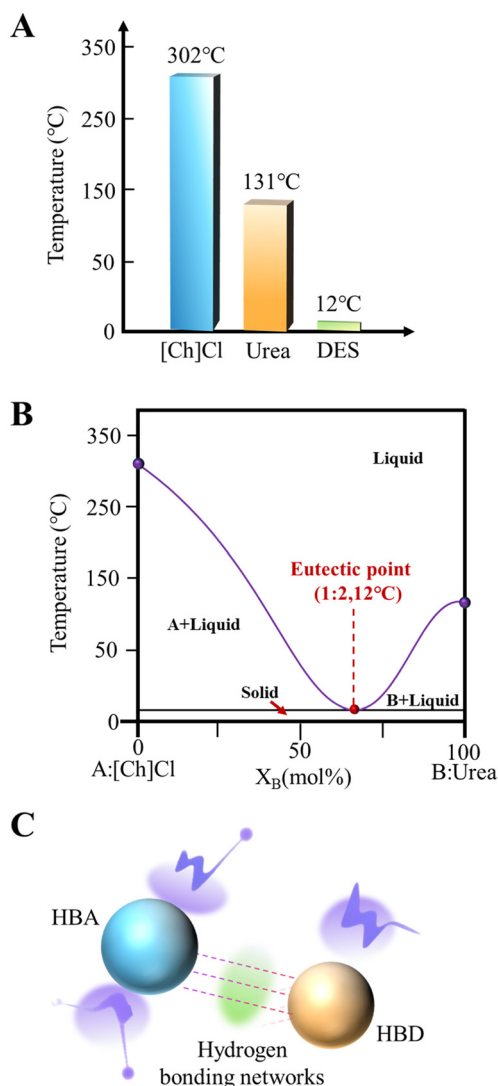 A
350
250
150
50
0
Temperature (°C)
302°C
131°C
12°C
[Ch]Cl
Urea
DES
B
350
250
150
50
0
Temperature (°C)
Liquid
Eutectic point
(1:2,12°C)
A+Liquid
Solid
B+Liquid
0
50
100
A:[Ch]Cl
X_B(mol%)
B:Urea
C
HBA
HBD
Hydrogen
bonding networks